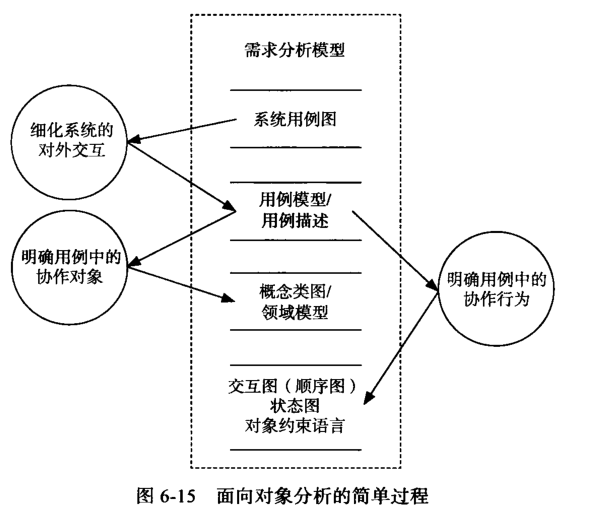 需求分析模型
系统用例图
细化系统的
对外交互
用例模型/
用例描述
明确用例中的
协作对象
概念类图/
领域模型
明确用例中的
协作行为
交互图（顺序图）
状态图
对象约束语言
图 6-15 面向对象分析的简单过程